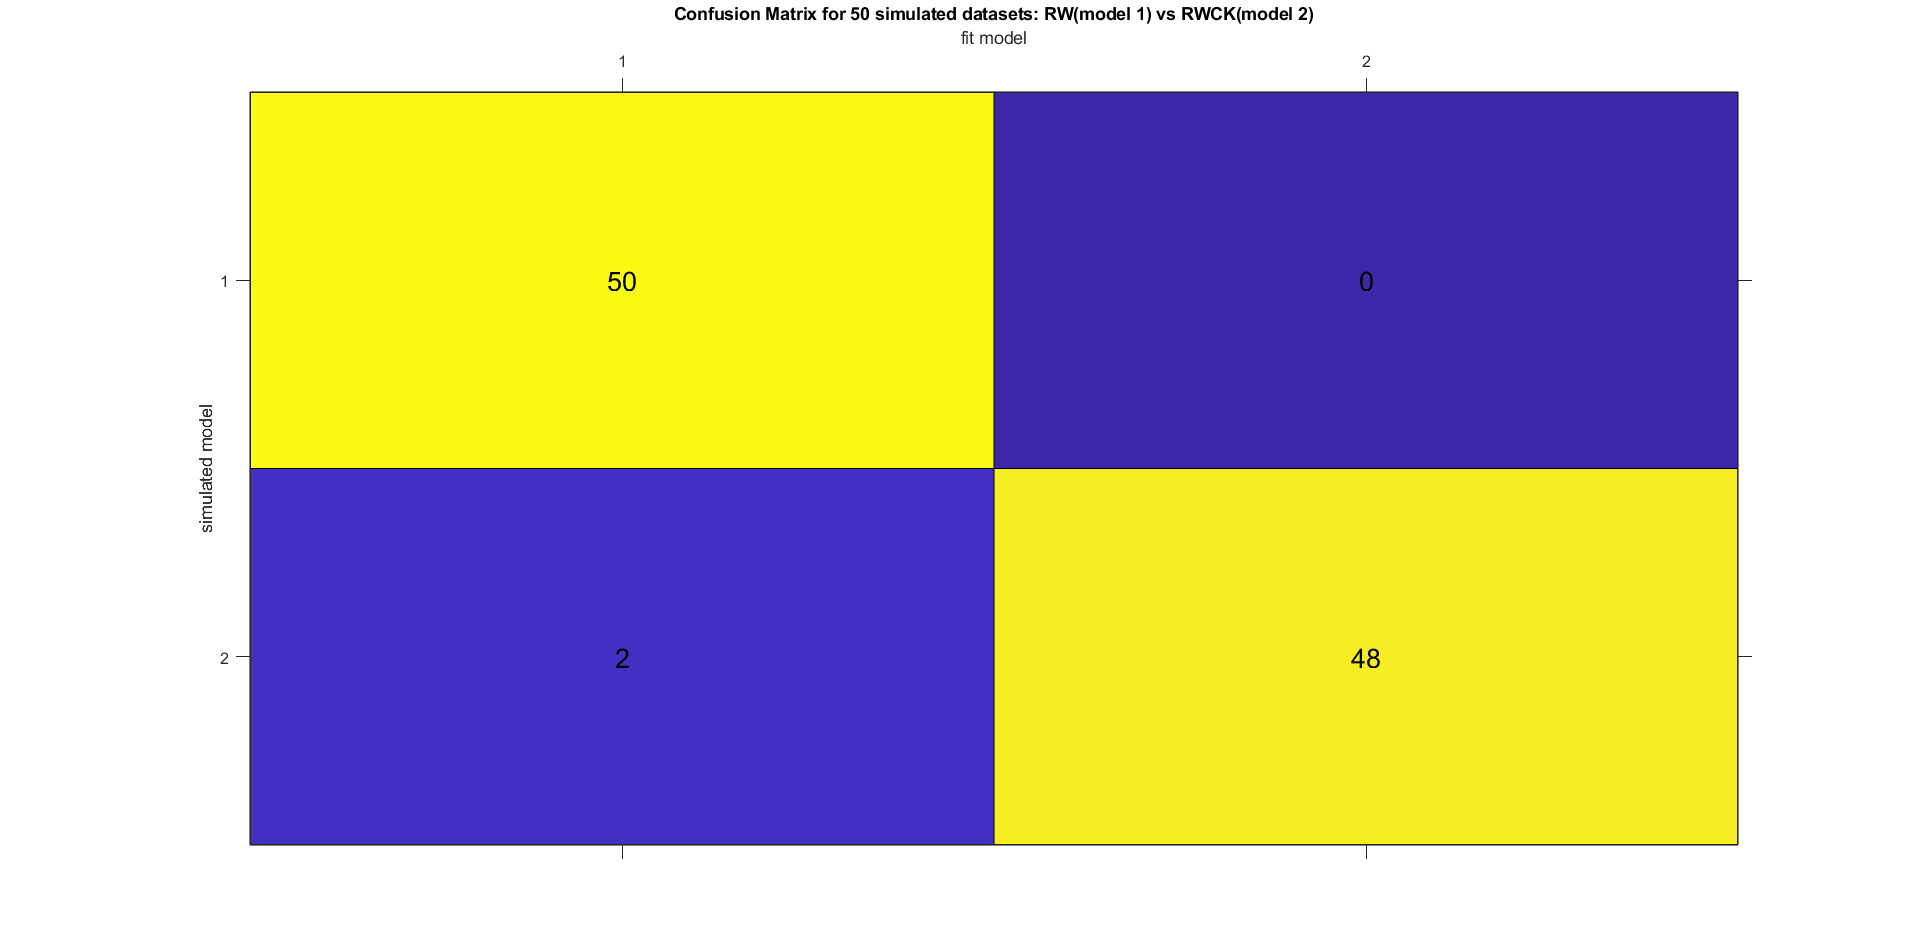 Confusion Matrix for 50 simulated datasets: RW(model 1) vs RWCK(model 2)
fit model
1 2
1 50 0
simulated model
2 2 48